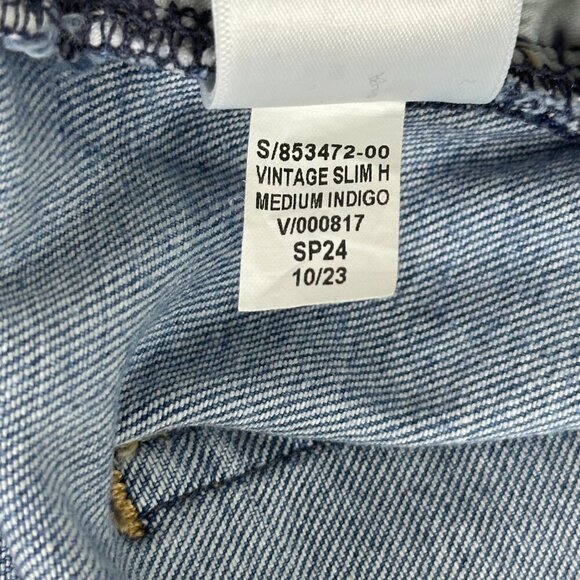 S/853472-00
VINTAGE SLIM H
MEDIUM INDIGO
V/000817
SP24
10/23